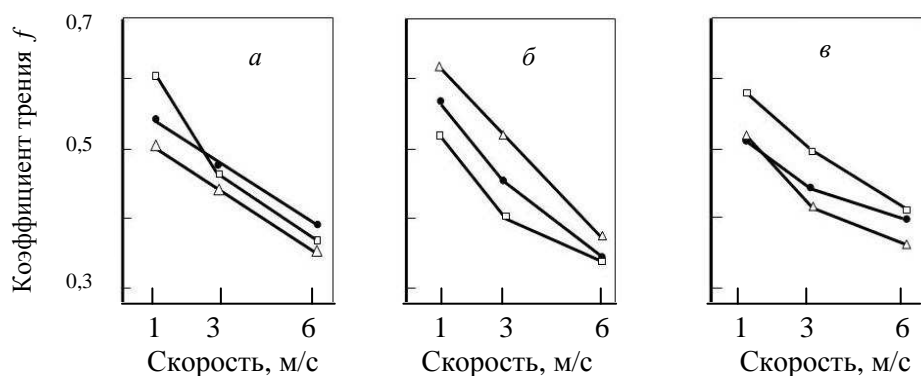 Коэффициент трения f
0,7
0,5
0,3
а
1 3 6
Скорость, м/с
б
1 3 6
Скорость, м/с
в
1 3 6
Скорость, м/с